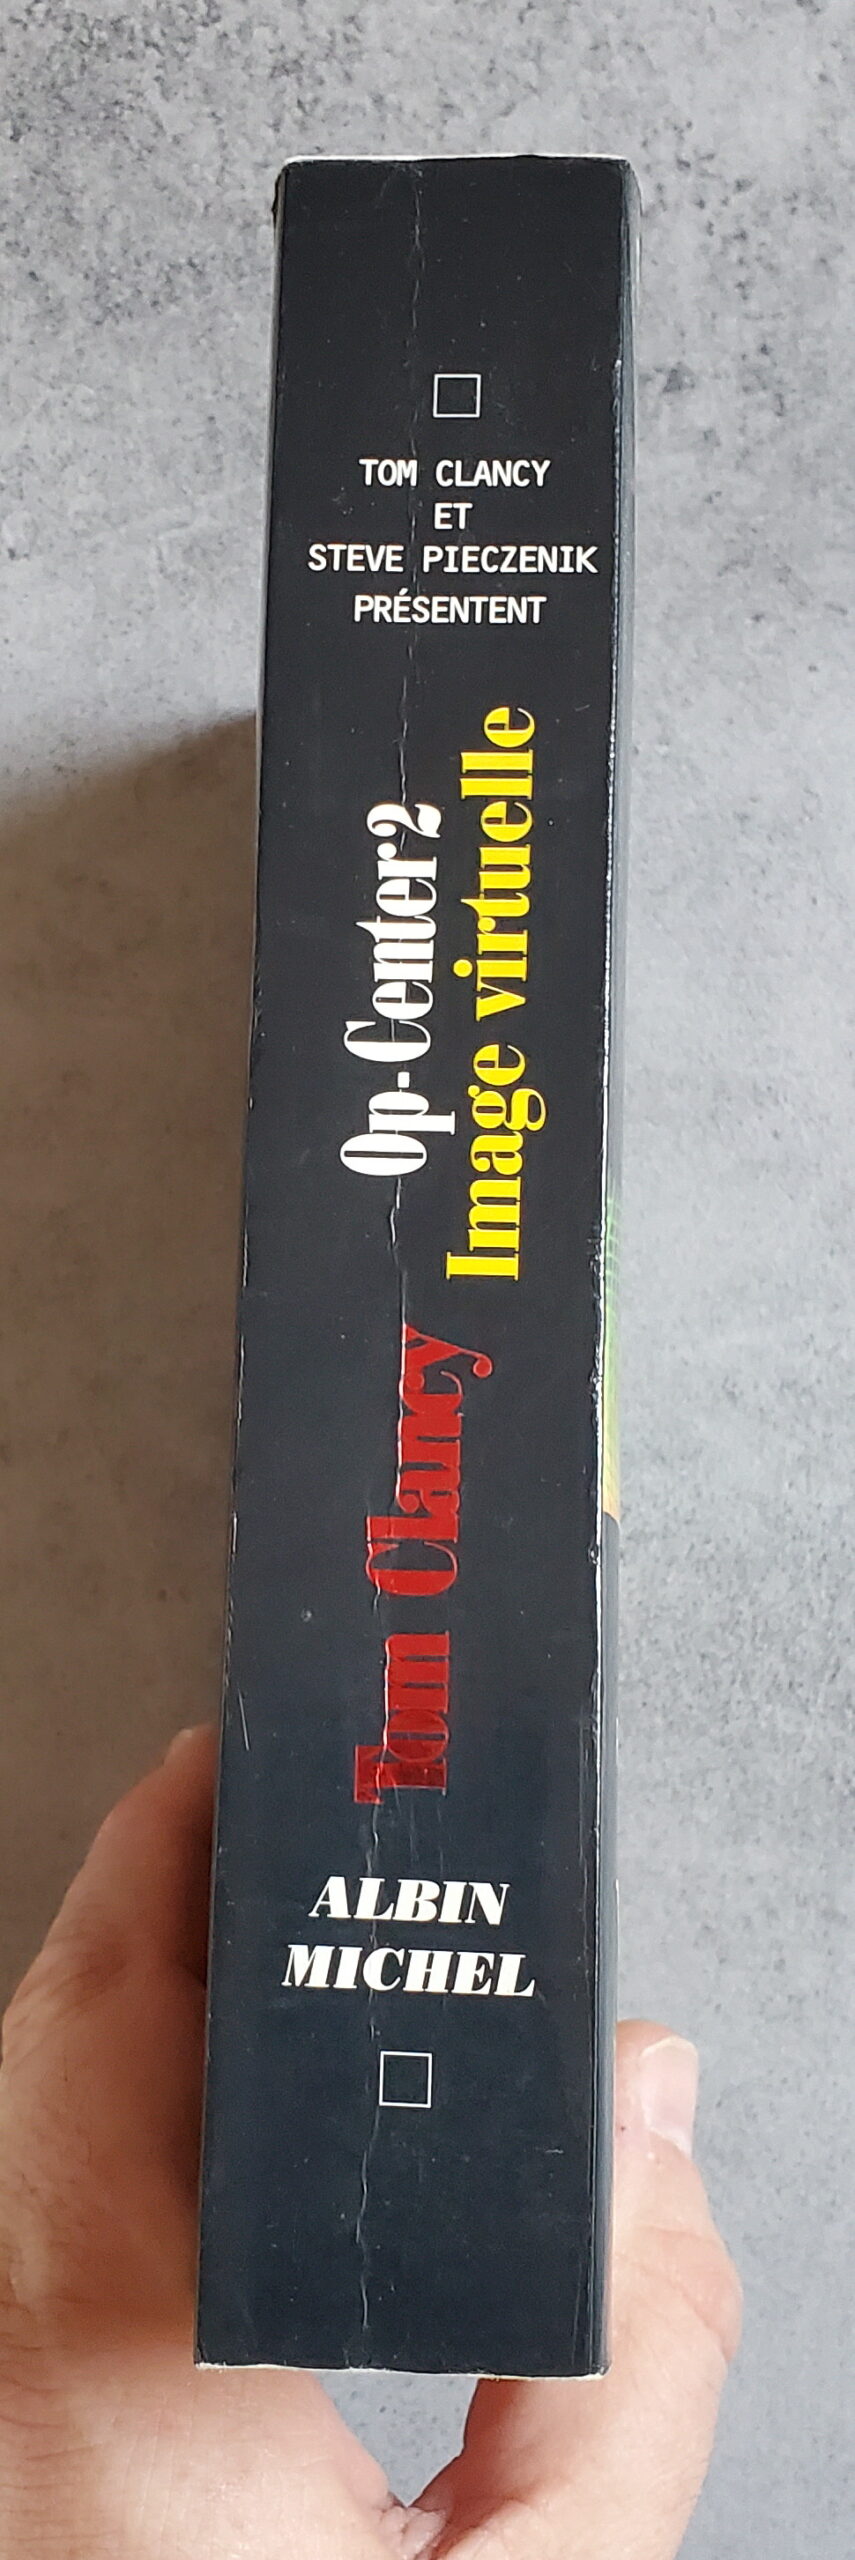 TOM CLANCY
ET
STEVE PIECZENIK
PRÉSENTENT
Op-Center 2
Image virtuelle
Tom Clancy
ALBIN
MICHEL